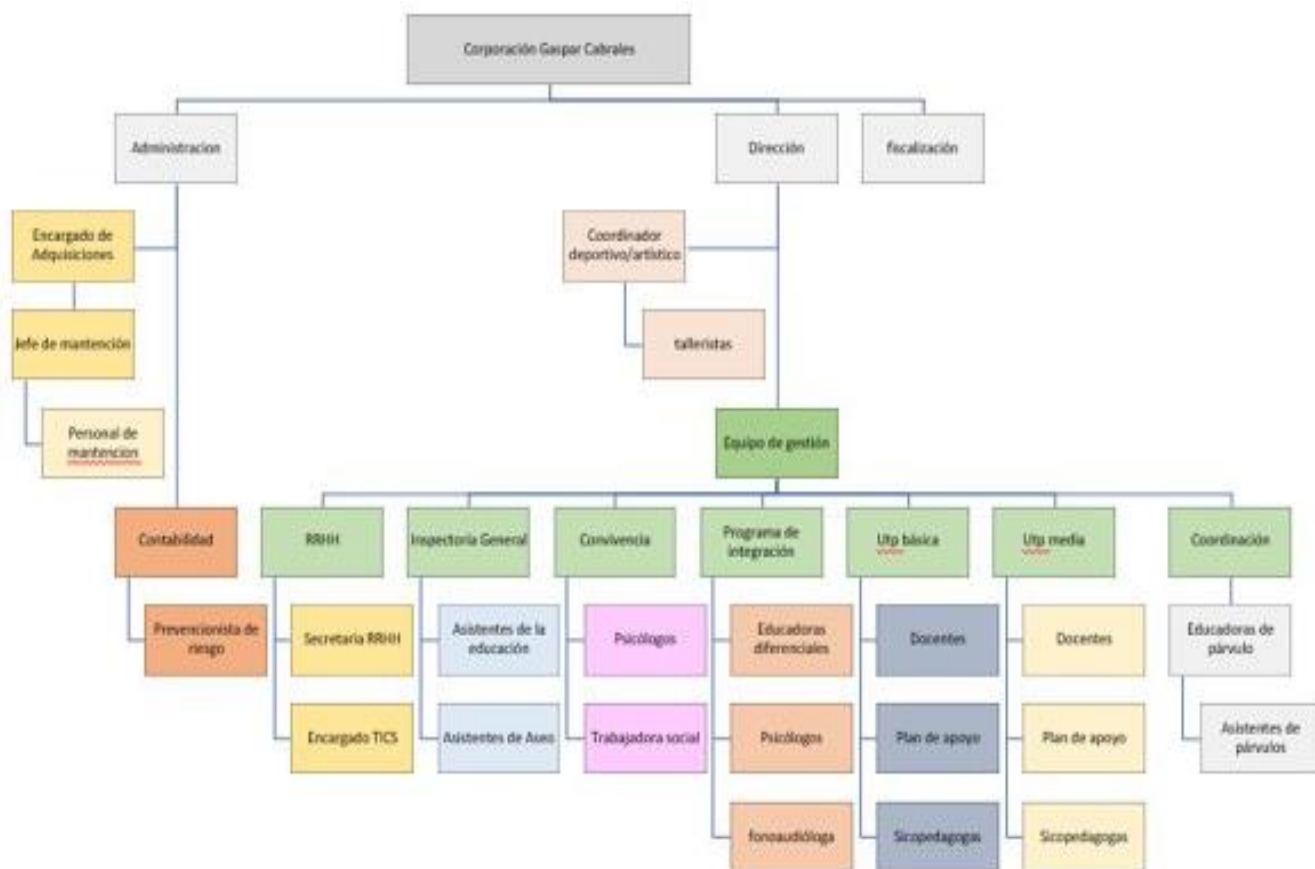 Corporación Gaspar Cabrales
Administracion
Dirección
fiscalización
Encargado de
Adquisiciones
Coordinador
deportivo/artístico
Jefe de mantención
talleristas
Personal de
mantencion
Equipo de gestión
Contabilidad
RRHH
Inspectoría General
Convivencia
Programa de
integración
Utp básica
Utp media
Coordinación
Prevencionista de
riesgo
Secretaria RRHH
Asistentes de la
educación
Psicólogos
Educadoras
diferenciales
Docentes
Docentes
Educadoras de
párvulo
Encargado TICS
Asistentes de Aseo
Trabajadora social
Psicólogos
Plan de apoyo
Plan de apoyo
Asistentes de
párvulos
fonoaudióloga
Sicopedagogas
Sicopedagogas